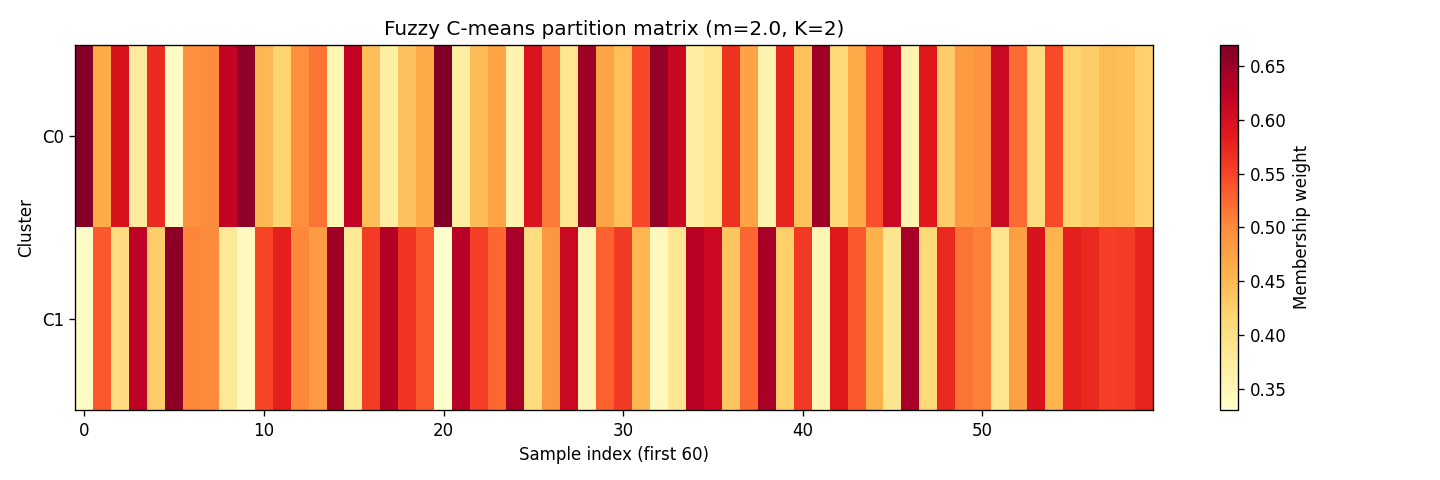 Fuzzy C-means partition matrix (m=2.0, K=2)
Cluster
C0
C1
0 10 20 30 40 50
Sample index (first 60)
0.65
0.60
0.55
0.50
0.45
0.40
0.35
Membership weight